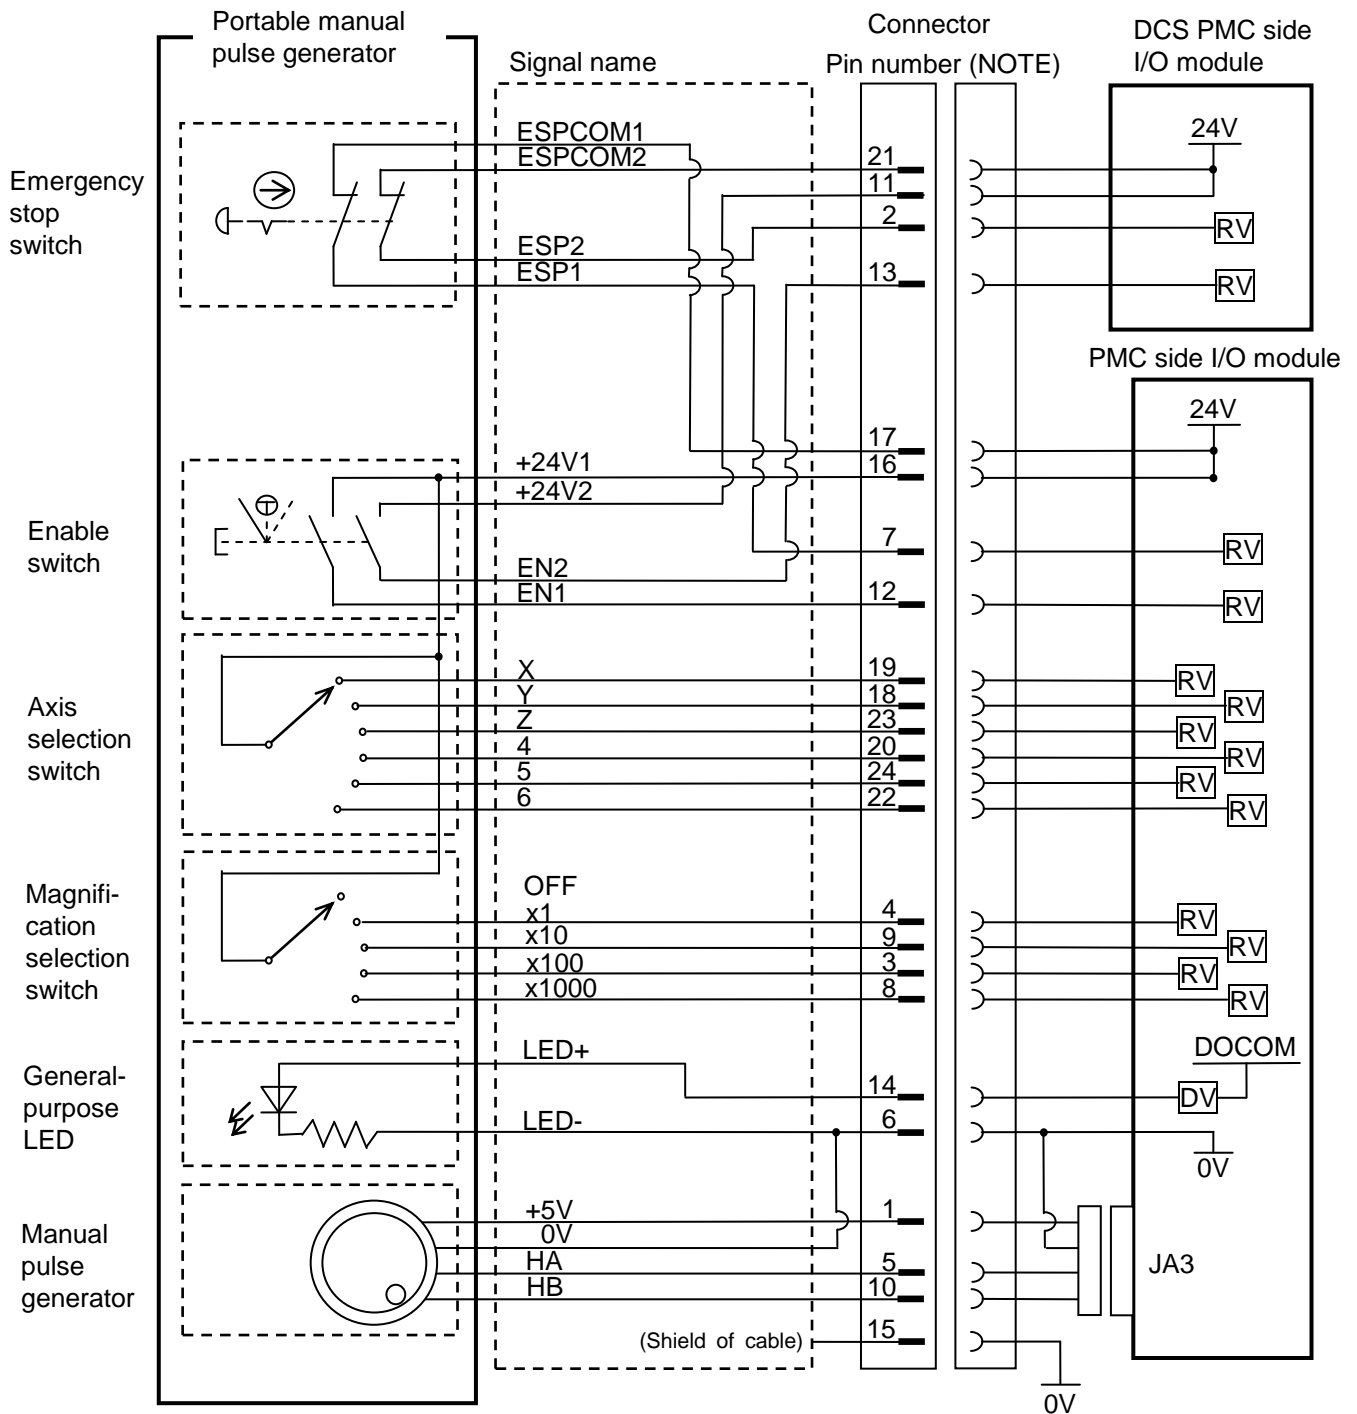 Portable manual
pulse generator
Signal name
Connector
Pin number (NOTE)
DCS PMC side
I/O module
Emergency
stop
switch
ESPCOM1
ESPCOM2
ESP2
ESP1
21
11
2
13
24V
RV
RV
PMC side I/O module
24V
Enable
switch
+24V1
+24V2
EN2
EN1
17
16
7
12
RV
RV
Axis
selection
switch
X
Y
Z
4
5
6
19
18
23
20
24
22
RV
RV
RV
RV
RV
RV
Magnifi-
cation
selection
switch
OFF
x1
x10
x100
x1000
4
9
3
8
RV
RV
RV
RV
General-
purpose
LED
LED+
LED-
14
6
DOCOM
DV
0V
Manual
pulse
generator
+5V
0V
HA
HB
(Shield of cable)
1
5
10
15
JA3
0V